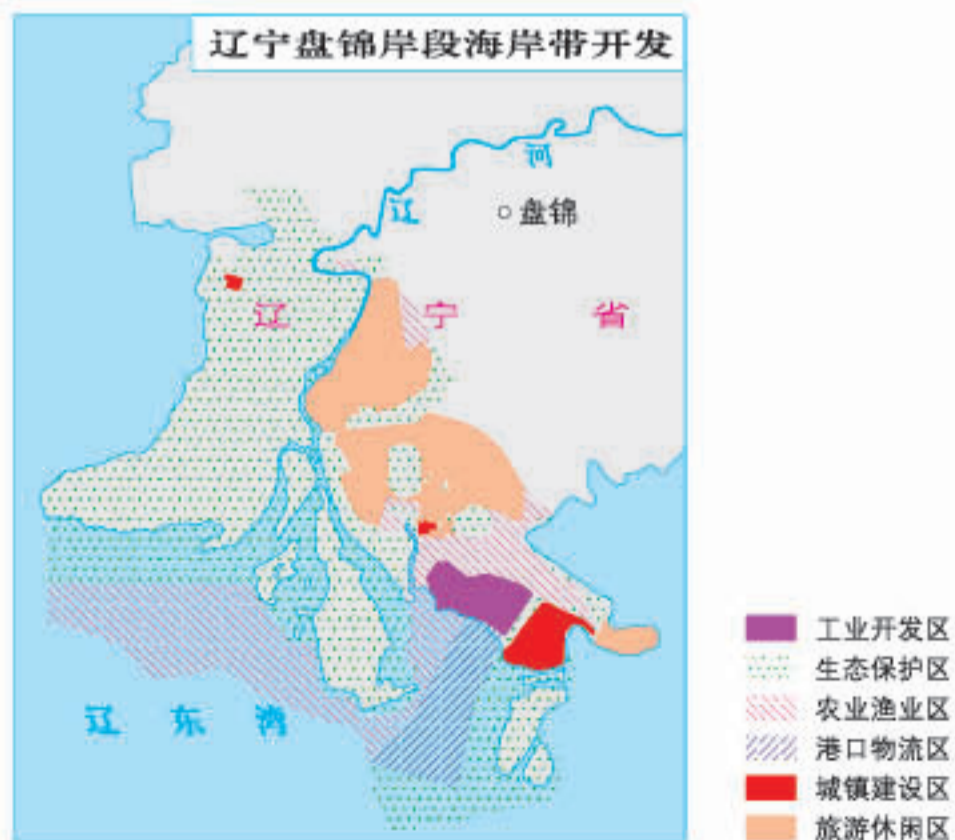 辽宁盘锦岸段海岸带开发
辽河
盘锦
辽宁省
辽东湾
工业开发区
生态保护区
农业渔业区
港口物流区
城镇建设区
旅游休闲区